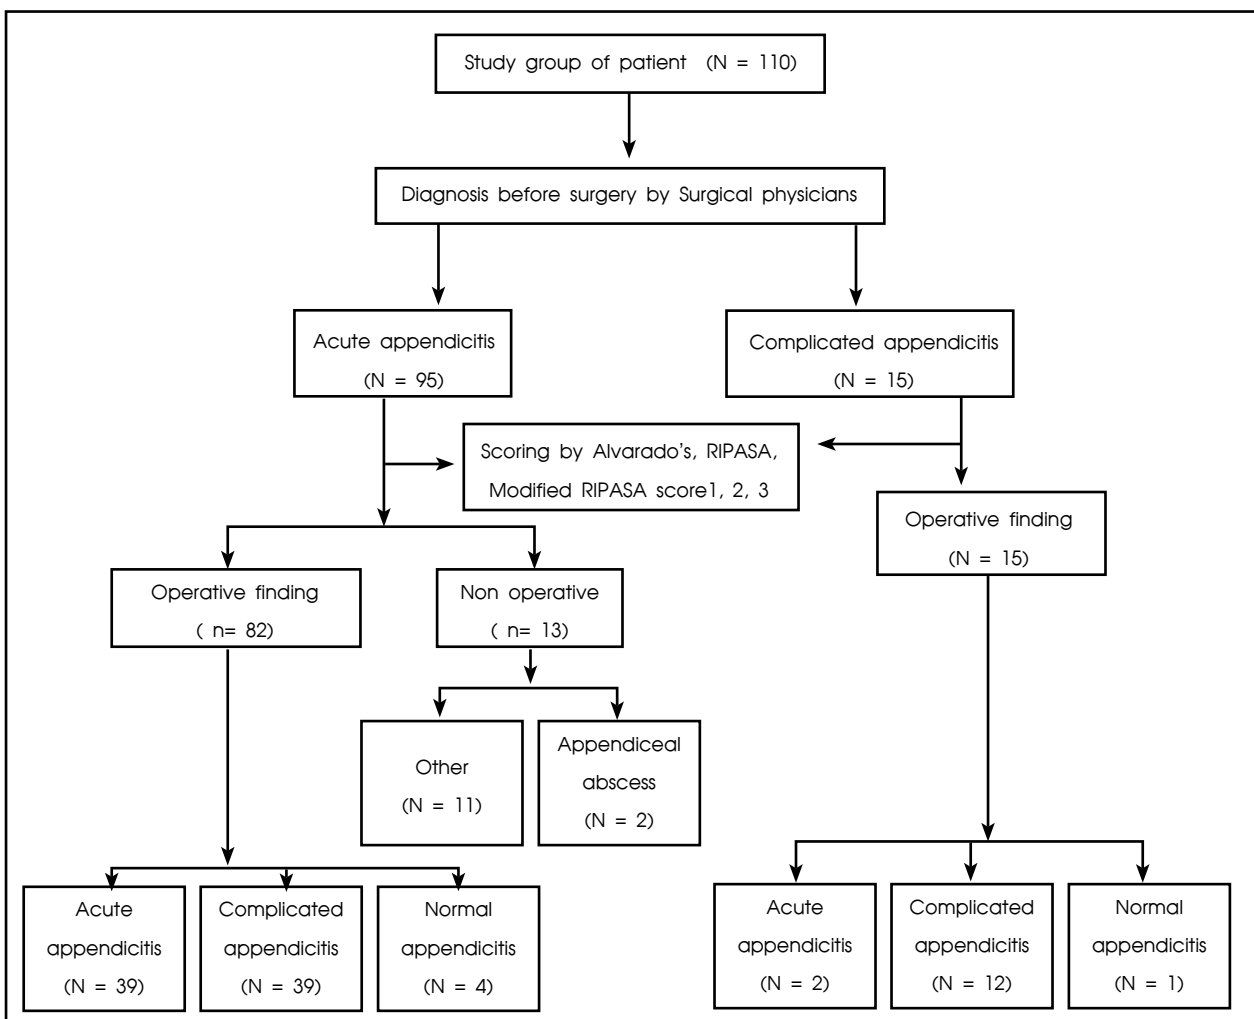 Study group of patient (N = 110)
Diagnosis before surgery by Surgical physicians
Acute appendicitis
(N = 95)
Complicated appendicitis
(N = 15)
Scoring by Alvarado's, RIPASA,
Modified RIPASA score1, 2, 3
Operative finding
(N = 15)
Operative finding
( n= 82)
Non operative
( n= 13)
Other
(N = 11)
Appendiceal
abscess
(N = 2)
Acute
appendicitis
(N = 39)
Complicated
appendicitis
(N = 39)
Normal
appendicitis
(N = 4)
Acute
appendicitis
(N = 2)
Complicated
appendicitis
(N = 12)
Normal
appendicitis
(N = 1)